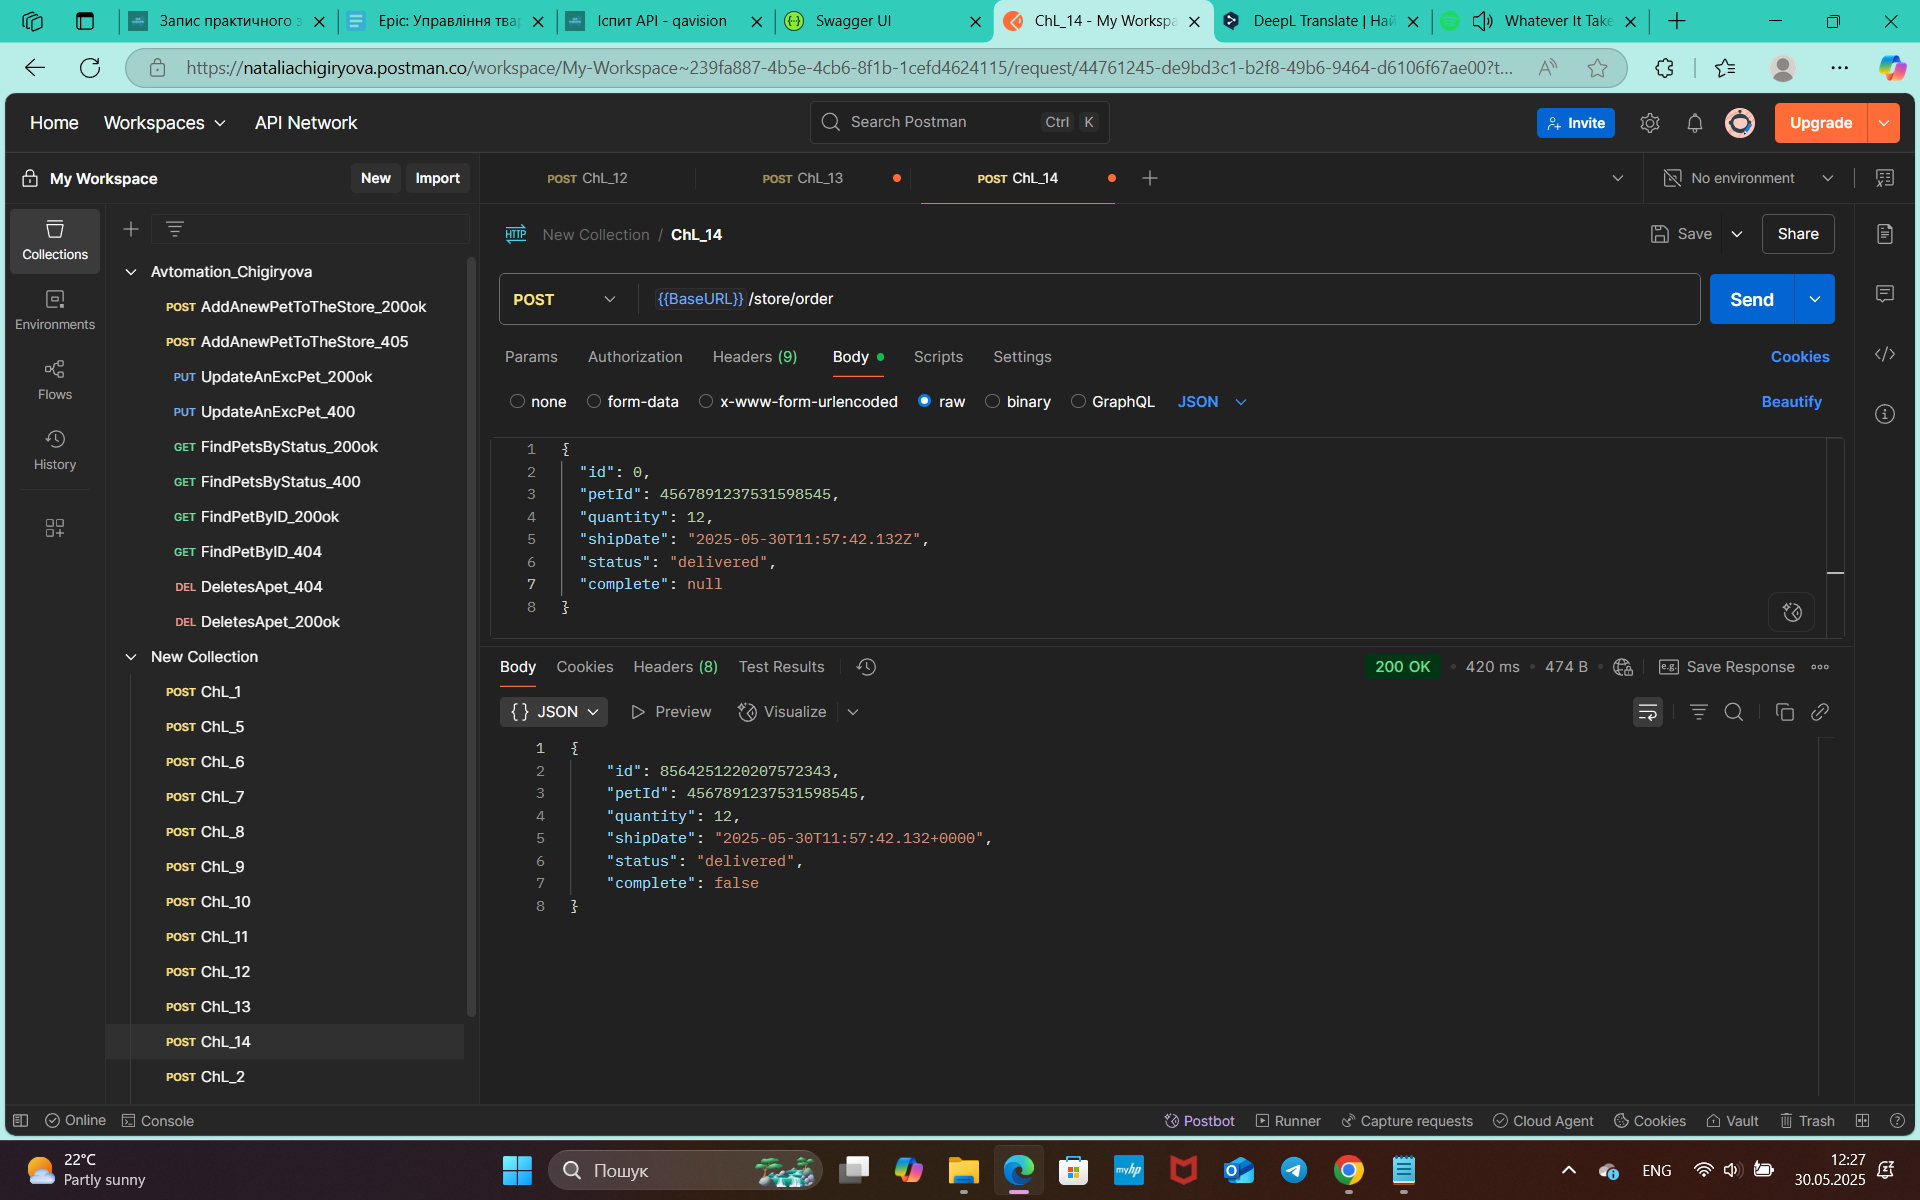 Запис практичного з
Epic: Управління тва
Іспит API - qavision
Swagger UI
ChL_14 - My Workspa
DeepL Translate | Най
Whatever It Take
https://nataliachigiryova.postman.co/workspace/My-Workspace~239fa887-4b5e-4cb6-8f1b-1cefd4624115/request/44761245-de9bd3c1-b2f8-49b6-9464-d6106f67ae00?t...
Home
Workspaces
API Network
Search Postman
Ctrl
K
Invite
Upgrade
My Workspace
New
Import
POST ChL_12
POST ChL_13
POST ChL_14
No environment
Collections
Environments
Flows
History
Avtomation_Chigiryova
POST AddAnewPetToTheStore_200ok
POST AddAnewPetToTheStore_405
PUT UpdateAnExcPet_200ok
PUT UpdateAnExcPet_400
GET FindPetsByStatus_200ok
GET FindPetsByStatus_400
GET FindPetByID_200ok
GET FindPetByID_404
DEL DeletesApet_404
DEL DeletesApet_200ok
New Collection
POST ChL_1
POST ChL_5
POST ChL_6
POST ChL_7
POST ChL_8
POST ChL_9
POST ChL_10
POST ChL_11
POST ChL_12
POST ChL_13
POST ChL_14
POST ChL_2
HTTP New Collection / ChL_14
Save
Share
POST
{{BaseURL}} /store/order
Send
Params
Authorization
Headers (9)
Body
Scripts
Settings
Cookies
none
form-data
x-www-form-urlencoded
raw
binary
GraphQL
JSON
Beautify
1 {
2 "id": 0,
3 "petId": 4567891237531598545,
4 "quantity": 12,
5 "shipDate": "2025-05-30T11:57:42.132Z",
6 "status": "delivered",
7 "complete": null
8 }
Body
Cookies
Headers (8)
Test Results
200 OK
420 ms
474 B
e.g. Save Response
{} JSON
Preview
Visualize
1 {
2 "id": 8564251220207572343,
3 "petId": 4567891237531598545,
4 "quantity": 12,
5 "shipDate": "2025-05-30T11:57:42.132+0000",
6 "status": "delivered",
7 "complete": false
8 }
Online
Console
Postbot
Runner
Capture requests
Cloud Agent
Cookies
Vault
Trash
22°C
Partly sunny
Пошук
myhp
ENG
12:27
30.05.2025